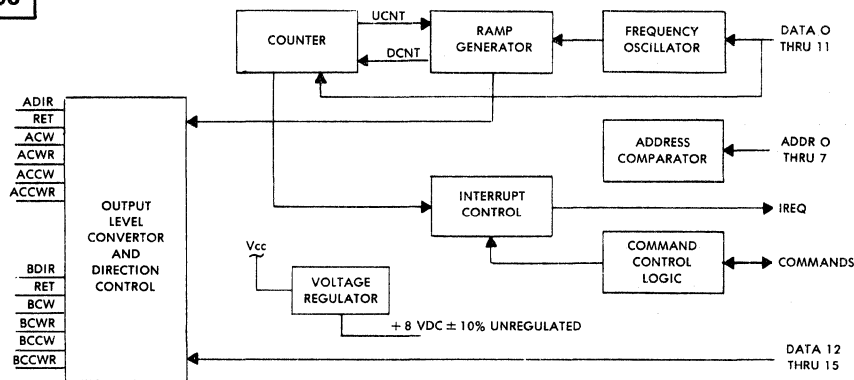 UCNT
COUNTER
DCNT
RAMP
GENERATOR
FREQUENCY
OSCILLATOR
DATA O
THRU 11
ADIR
RET
ACW
ACWR
ACCW
ACCWR
BDIR
RET
BCW
BCWR
BCCW
BCCWR
OUTPUT
LEVEL
CONVERTOR
AND
DIRECTION
CONTROL
ADDRESS
COMPARATOR
ADDR O
THRU 7
INTERRUPT
CONTROL
IREQ
COMMAND
CONTROL
LOGIC
COMMANDS
Vcc
VOLTAGE
REGULATOR
+ 8 VDC ± 10% UNREGULATED
DATA 12
THRU 15